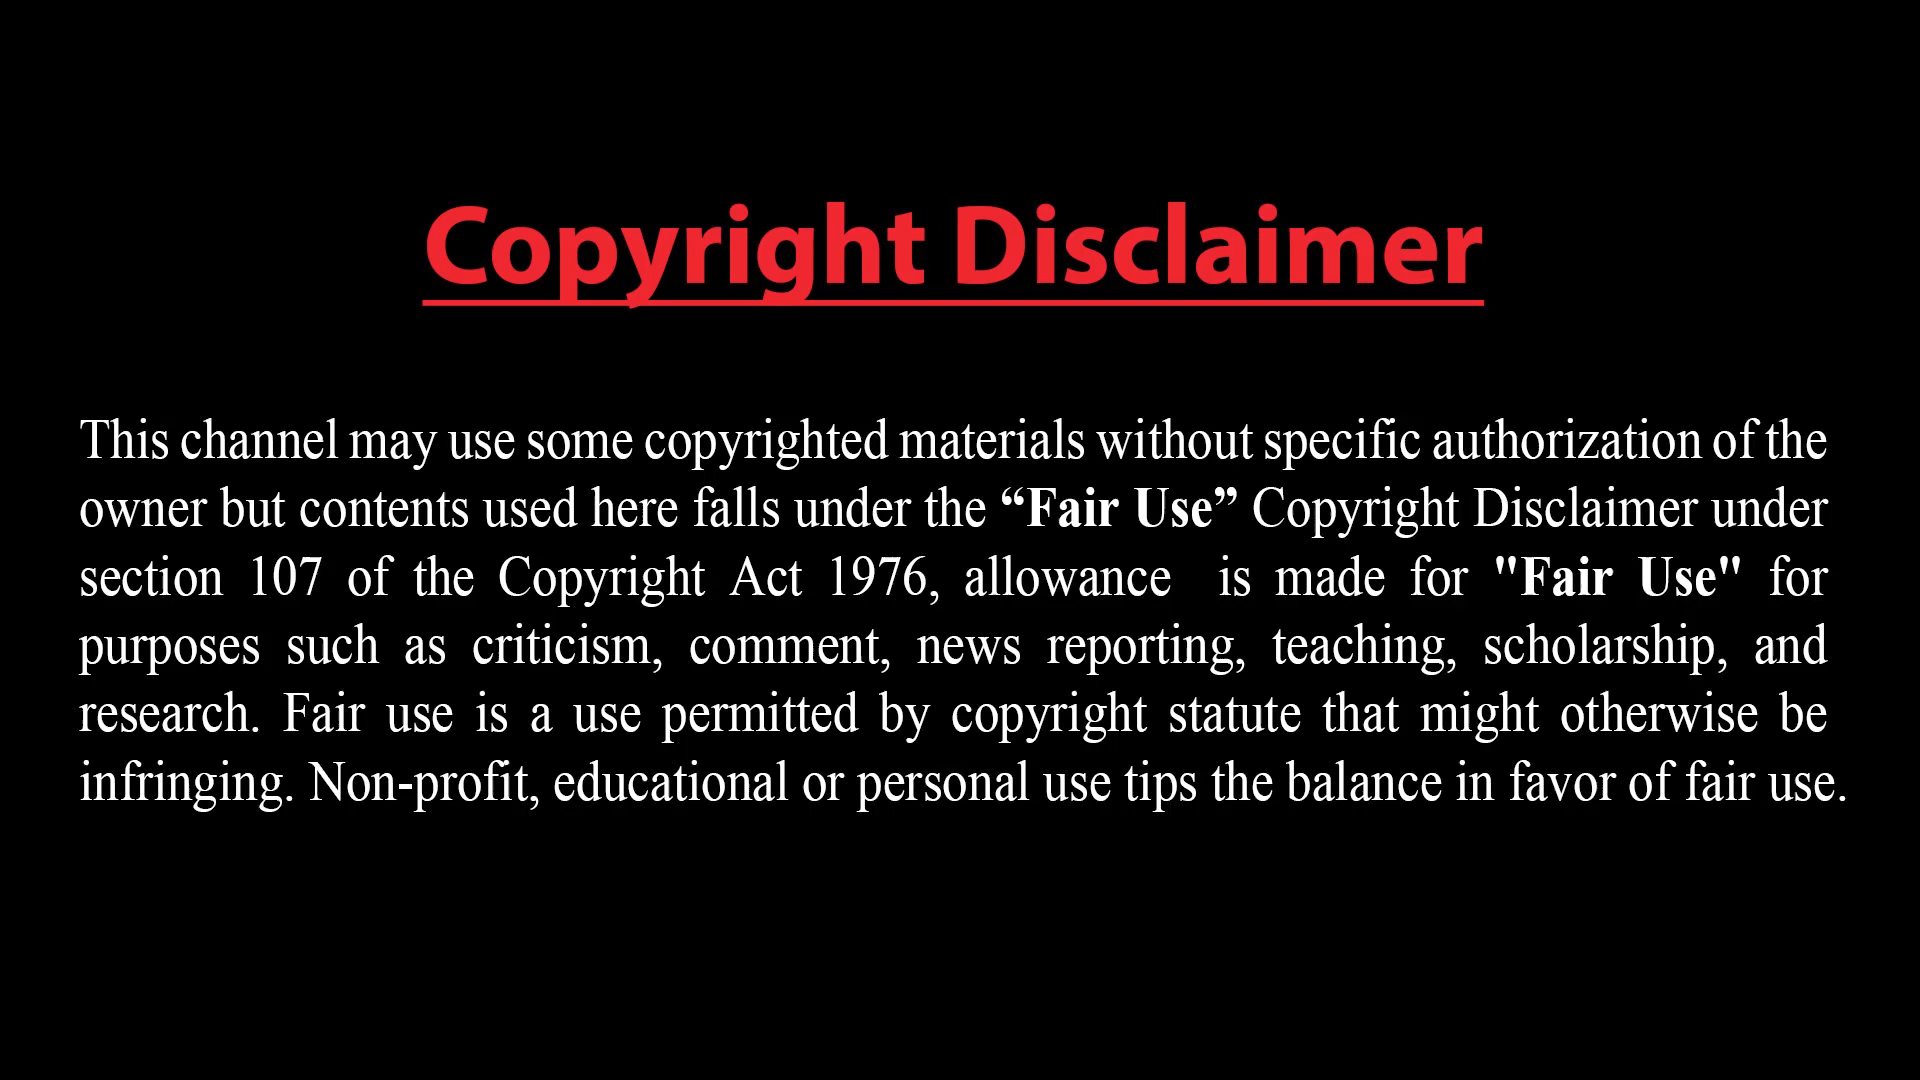 Copyright Disclaimer
This channel may use some copyrighted materials without specific authorization of the
owner but contents used here falls under the “Fair Use” Copyright Disclaimer under
section 107 of the Copyright Act 1976, allowance  is made for "Fair Use" for
purposes such as criticism, comment, news reporting, teaching, scholarship, and
research. Fair use is a use permitted by copyright statute that might otherwise be
infringing. Non-profit, educational or personal use tips the balance in favor of fair use.